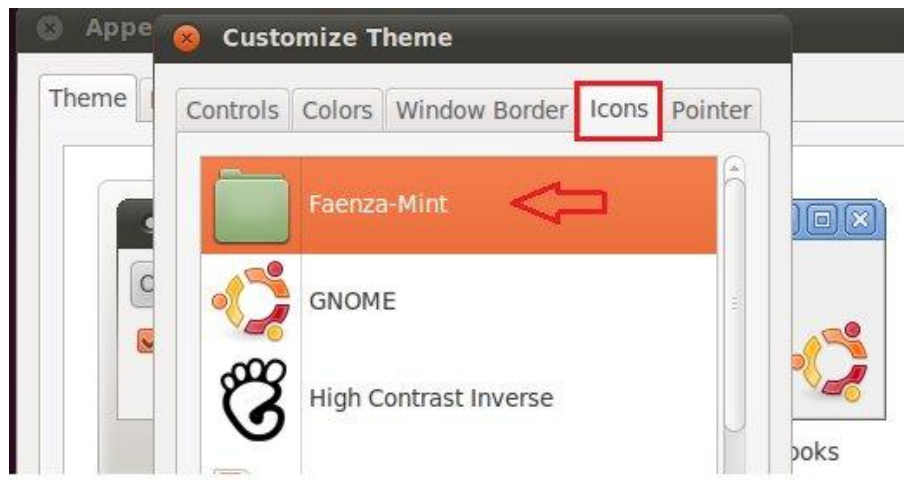 Appe
Customize Theme
Theme
Controls Colors Window Border Icons Pointer
Faenza-Mint
GNOME
High Contrast Inverse
ooks